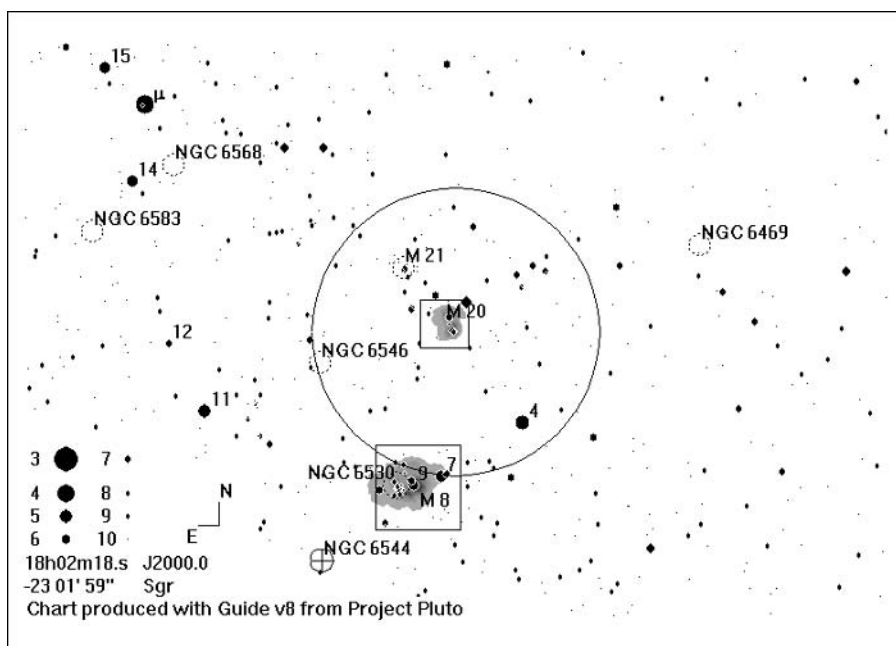 15
μ
NGC 6568
14
NGC 6583
NGC 6469
M 21
M 20
12
NGC 6546
11
4
3 7
NGC 6530 9 7
4 8
M 8
5 9
N
6 10
E
NGC 6544
18h02m18.s J2000.0
-23 01' 59" Sgr
Chart produced with Guide v8 from Project Pluto